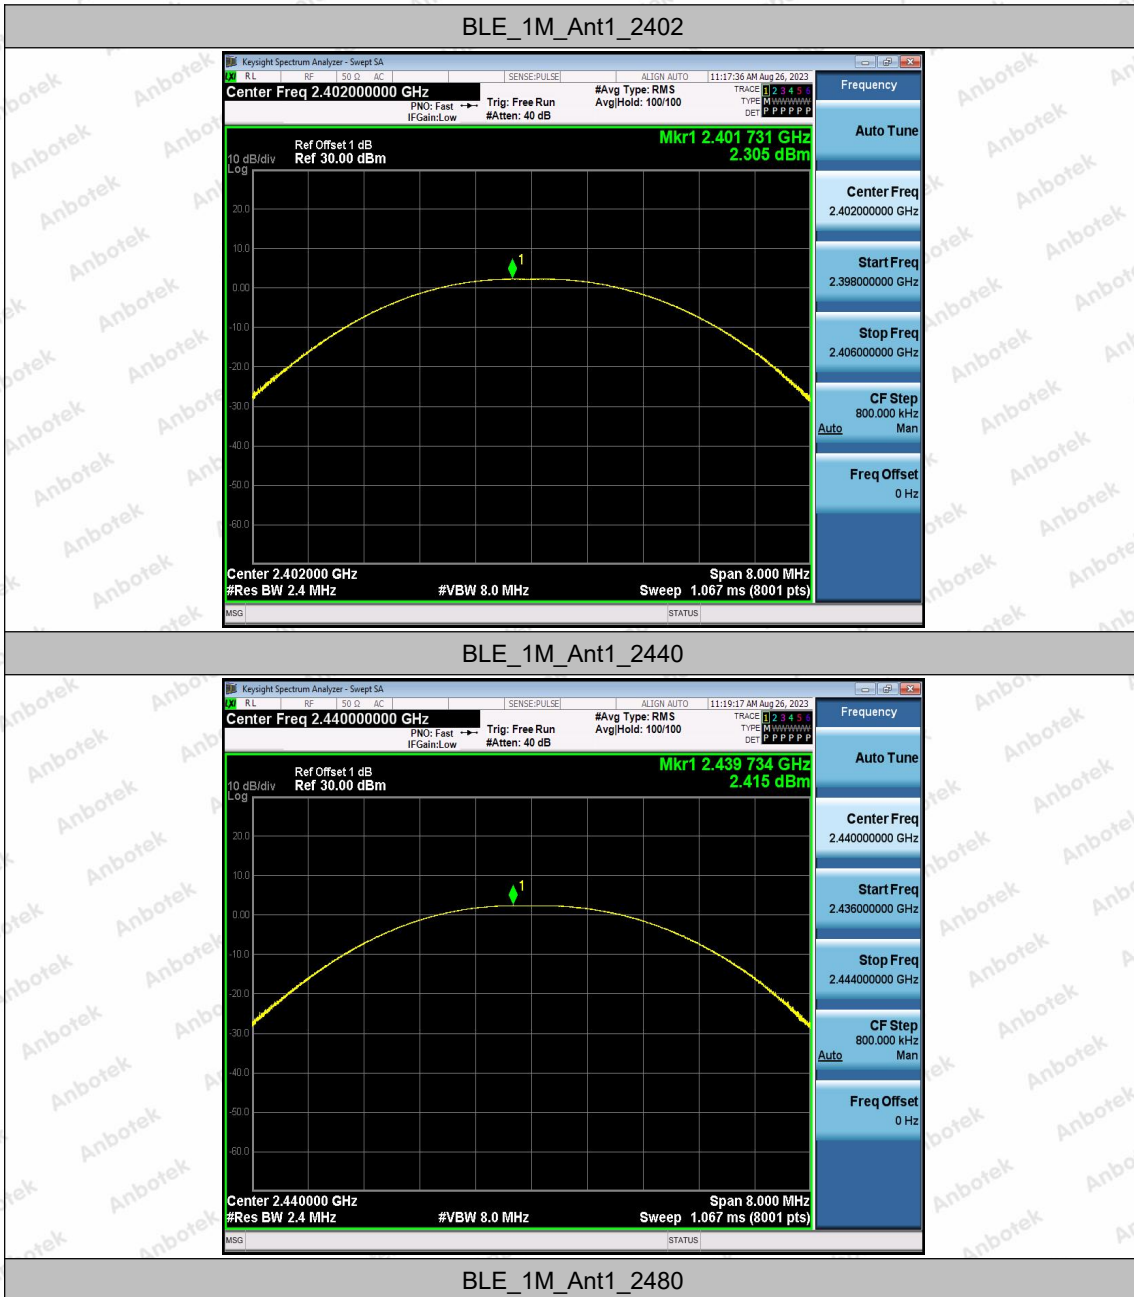 BLE_1M_Ant1_2402
Keysight Spectrum Analyzer - Swept SA
LXI RL RF 50 Ω AC SENSE:PULSE ALIGN AUTO 11:17:36 AM Aug 26, 2023
Center Freq 2.402000000 GHz
PNO: Fast
IFGain:Low
Trig: Free Run
#Atten: 40 dB
#Avg Type: RMS
Avg|Hold: 100/100
TRACE 1 2 3 4 5 6
TYPE M W W W W W
DET P P P P P P
Ref Offset 1 dB
10 dB/div Ref 30.00 dBm
Log
Mkr1 2.401 731 GHz
2.305 dBm
20.0
10.0
0.00
-10.0
-20.0
-30.0
-40.0
-50.0
-60.0
1
Center 2.402000 GHz Span 8.000 MHz
#Res BW 2.4 MHz #VBW 8.0 MHz Sweep 1.067 ms (8001 pts)
MSG STATUS
Frequency
Auto Tune
Center Freq
2.402000000 GHz
Start Freq
2.398000000 GHz
Stop Freq
2.406000000 GHz
CF Step
800.000 kHz
Auto Man
Freq Offset
0 Hz
BLE_1M_Ant1_2440
Keysight Spectrum Analyzer - Swept SA
LXI RL RF 50 Ω AC SENSE:PULSE ALIGN AUTO 11:19:17 AM Aug 26, 2023
Center Freq 2.440000000 GHz
PNO: Fast
IFGain:Low
Trig: Free Run
#Atten: 40 dB
#Avg Type: RMS
Avg|Hold: 100/100
TRACE 1 2 3 4 5 6
TYPE M W W W W W
DET P P P P P P
Ref Offset 1 dB
10 dB/div Ref 30.00 dBm
Log
Mkr1 2.439 734 GHz
2.415 dBm
20.0
10.0
0.00
-10.0
-20.0
-30.0
-40.0
-50.0
-60.0
1
Center 2.440000 GHz Span 8.000 MHz
#Res BW 2.4 MHz #VBW 8.0 MHz Sweep 1.067 ms (8001 pts)
MSG STATUS
Frequency
Auto Tune
Center Freq
2.440000000 GHz
Start Freq
2.436000000 GHz
Stop Freq
2.444000000 GHz
CF Step
800.000 kHz
Auto Man
Freq Offset
0 Hz
BLE_1M_Ant1_2480
Anbotek